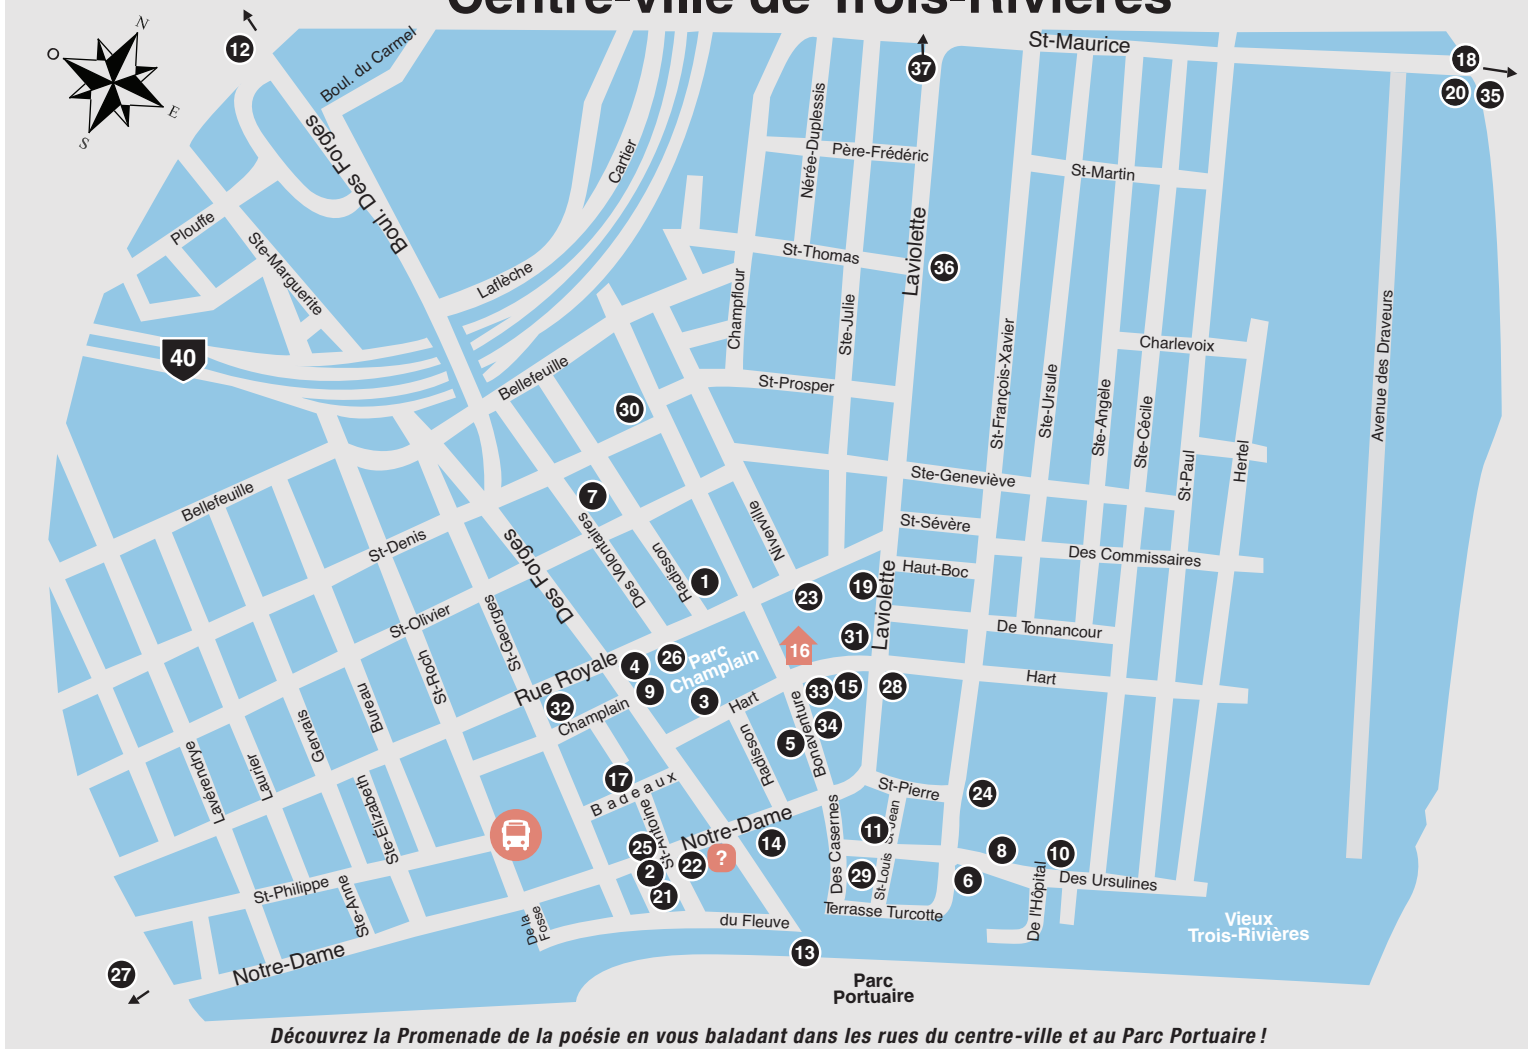 Centre-ville de Trois-Rivières
N
O
E
S
12
Boul. du Carmel
Boul. Des Forges
Cartier
Nérée-Duplessis
37
St-Maurice
18
20
35
Père-Frédéric
St-Martin
Plouffe
Ste-Marguerite
Laflèche
St-Thomas
Laviolette
36
Champflour
Ste-Julie
St-François-Xavier
Ste-Ursule
Ste-Angèle
Ste-Cécile
St-Paul
Charlevoix
Hertel
Avenue des Draveurs
40
Bellefeuille
30
St-Prosper
Ste-Geneviève
7
Bellefeuille
St-Denis
Des Forges
Des Volontaires
Radisson
Niverville
St-Sévère
Des Commissaires
Haut-Boc
1
23
19
Laviolette
St-Olivier
St-Georges
De Tonnancour
31
16
Rue Royale
4
26
Parc
Champlain
St-Roch
Hart
9
3
Hart
33
15
28
32
Champlain
Bureau
Gervais
Laurier
Lavérendrye
Radisson
Bonaventure
34
5
17
Badeaux
St-Pierre
24
Ste-Élizabeth
St-Antoine
Notre-Dame
14
Des Casernes
11
St-Jean
25
?
8
10
2
22
29
St-Louis
6
Des Ursulines
21
St-Philippe
Ste-Anne
De la
Fosse
du Fleuve
Terrasse Turcotte
De l'Hôpital
Vieux
Trois-Rivières
Notre-Dame
13
27
Parc
Portuaire
Découvrez la Promenade de la poésie en vous baladant dans les rues du centre-ville et au Parc Portuaire !